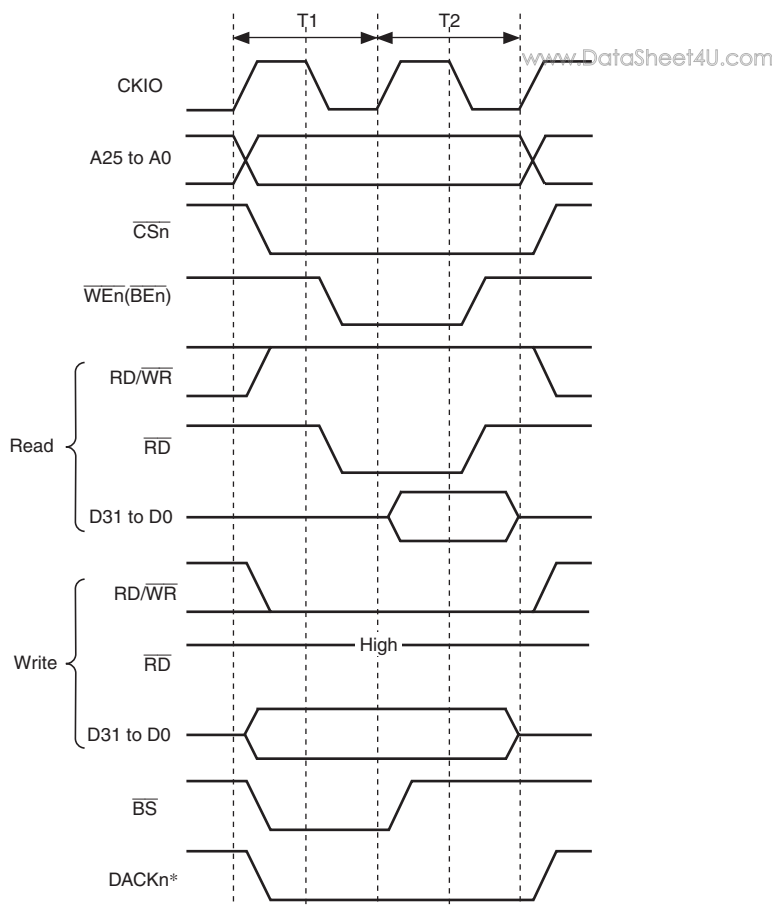 T1 T2
www.DataSheet4U.com
CKIO
A25 to A0
CSn
WEn(BEn)
RD/WR
Read
RD
D31 to D0
RD/WR
High
Write
RD
D31 to D0
BS
DACKn*